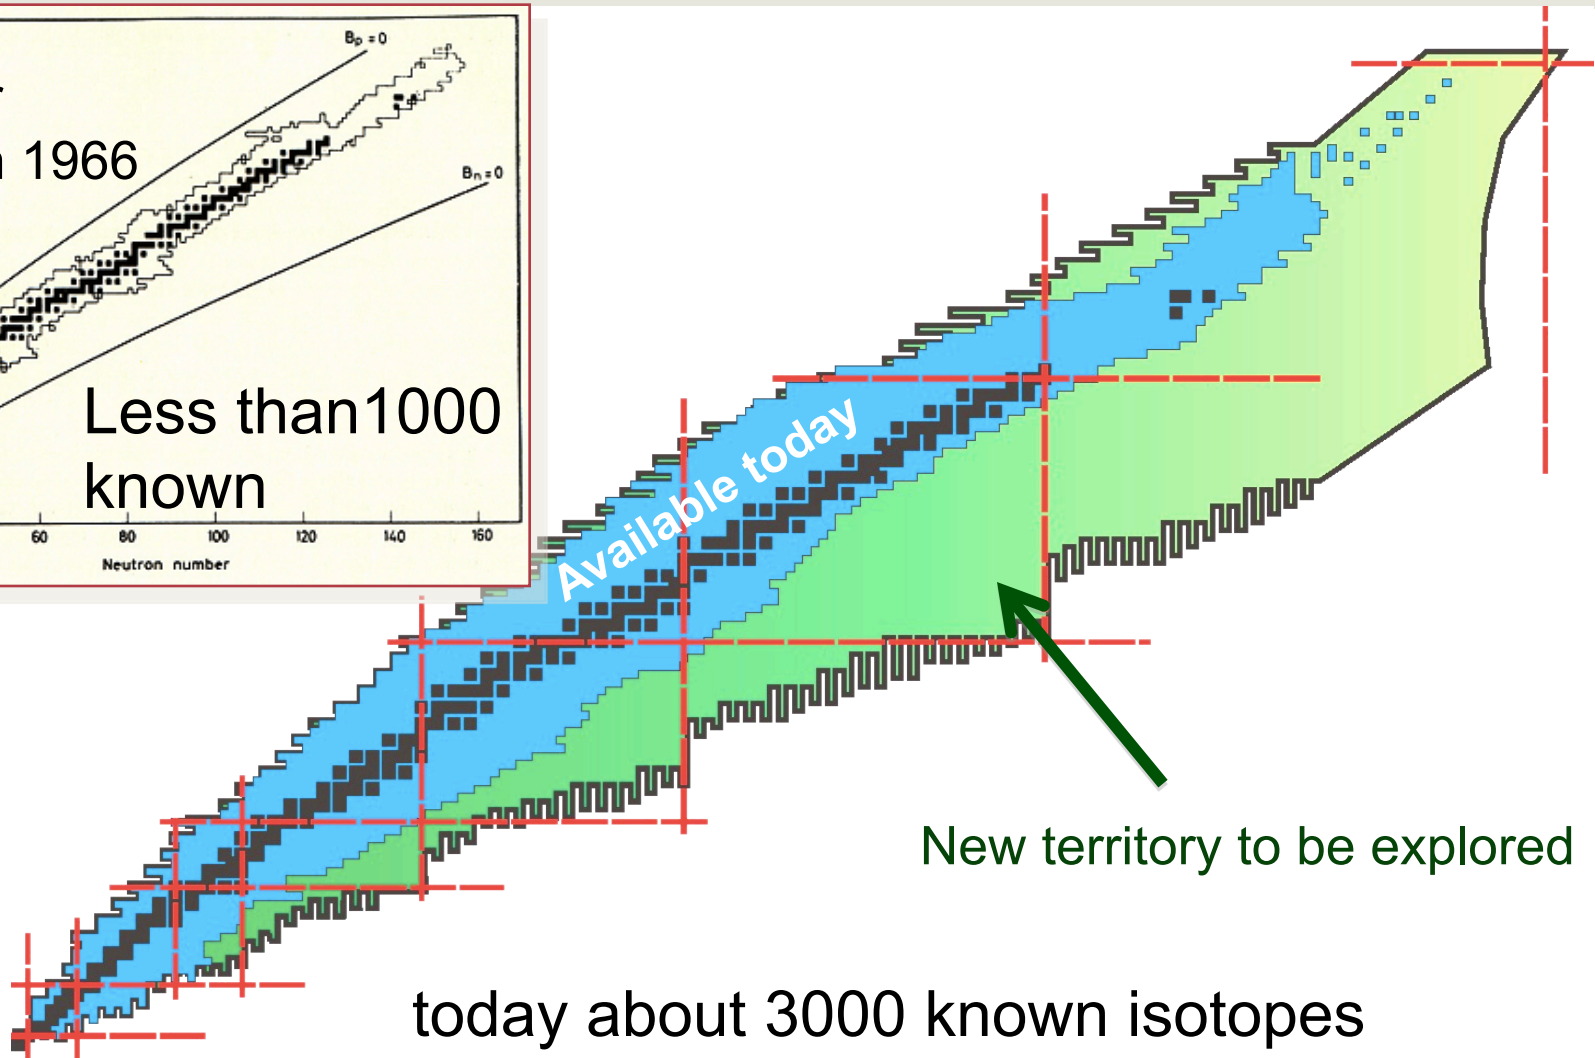 1966
Bp=0
Bn=0
Less than1000
known
60 80 100 120 140 160
Neutron number
Available today
New territory to be explored
today about 3000 known isotopes